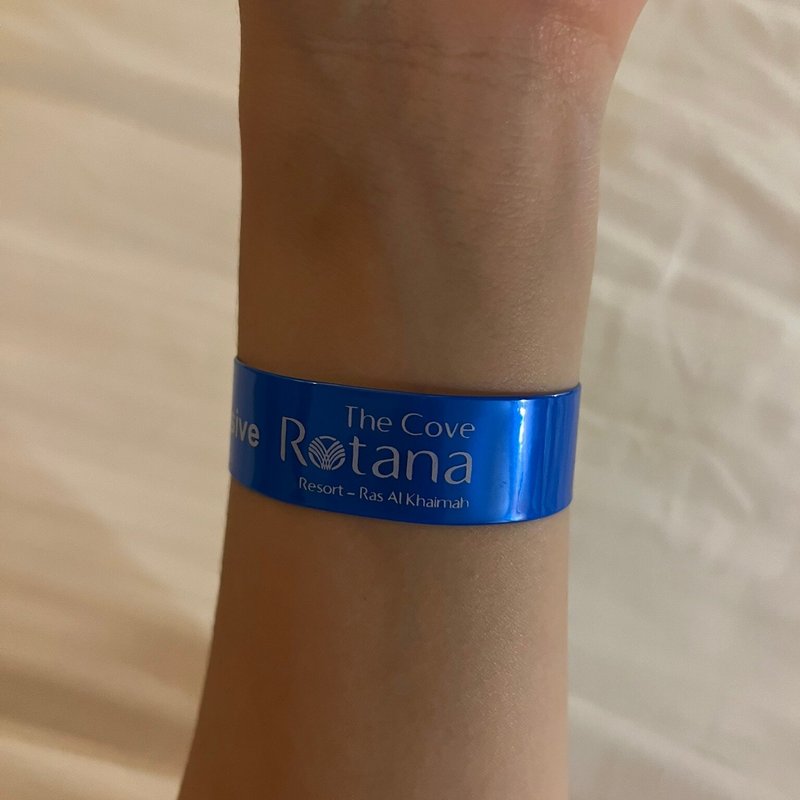 The Cove
Rotana
Resort – Ras Al Khaimah